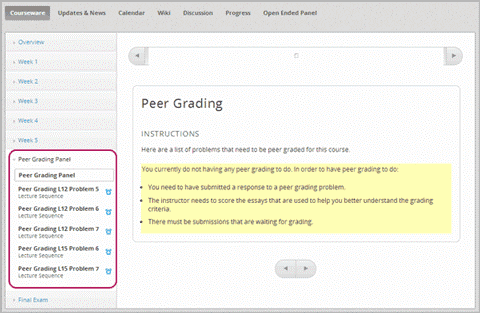 Courseware Updates & News Calendar Wiki Discussion Progress Open Ended Panel
Overview
Week 1
Week 2
Week 3
Week 4
Week 5
Peer Grading Panel
Peer Grading Panel
Peer Grading L12 Problem 5
Lecture Sequence
Peer Grading L12 Problem 6
Lecture Sequence
Peer Grading L12 Problem 7
Lecture Sequence
Peer Grading L15 Problem 6
Lecture Sequence
Peer Grading L15 Problem 7
Lecture Sequence
Final Exam
Peer Grading
INSTRUCTIONS
Here are a list of problems that need to be peer graded for this course.
You currently do not having any peer grading to do. In order to have peer grading to do:
• You need to have submitted a response to a peer grading problem.
• The instructor needs to score the essays that are used to help you better understand the grading
criteria.
• There must be submissions that are waiting for grading.